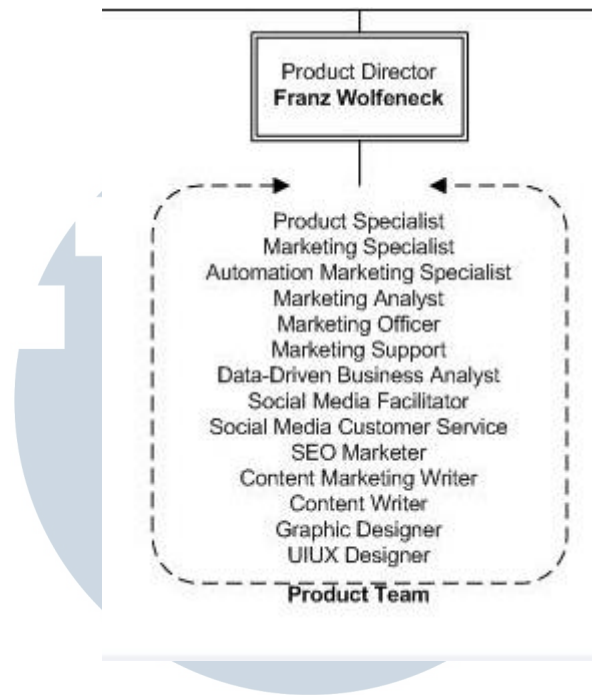 Product Director
Franz Wolfeneck
Product Specialist
Marketing Specialist
Automation Marketing Specialist
Marketing Analyst
Marketing Officer
Marketing Support
Data-Driven Business Analyst
Social Media Facilitator
Social Media Customer Service
SEO Marketer
Content Marketing Writer
Content Writer
Graphic Designer
UIUX Designer
Product Team